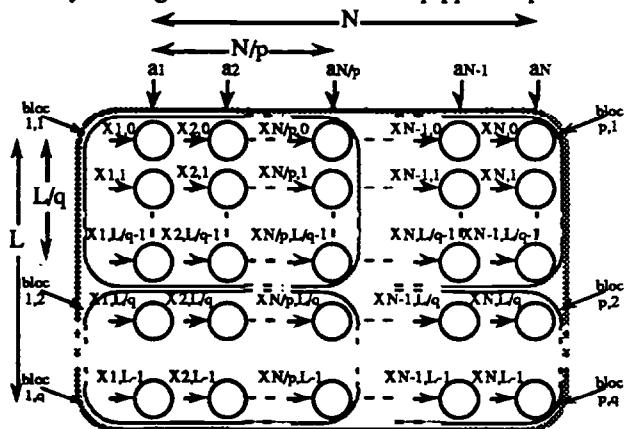 N
N/p
a1 a2 aN/p aN-1 aN
bloc 1,1 X1,0 X2,0 XN/p,0 XN-1,0 XN,0 bloc p,1
X1,1 X2,1 XN/p,1 XN-1,1 XN,1
L L/q
X1,L/q-1 X2,L/q-1 XN/p,L/q-1 XN,L/q-1 XN-1,L/q-1
bloc 1,2 X1,L/q X2,L/q XN/p,L/q XN-1,L/q XN,L/q bloc p,2
bloc 1,q X1,L-1 X2,L-1 XN/p,L-1 XN-1,L-1 XN,L-1 bloc p,q